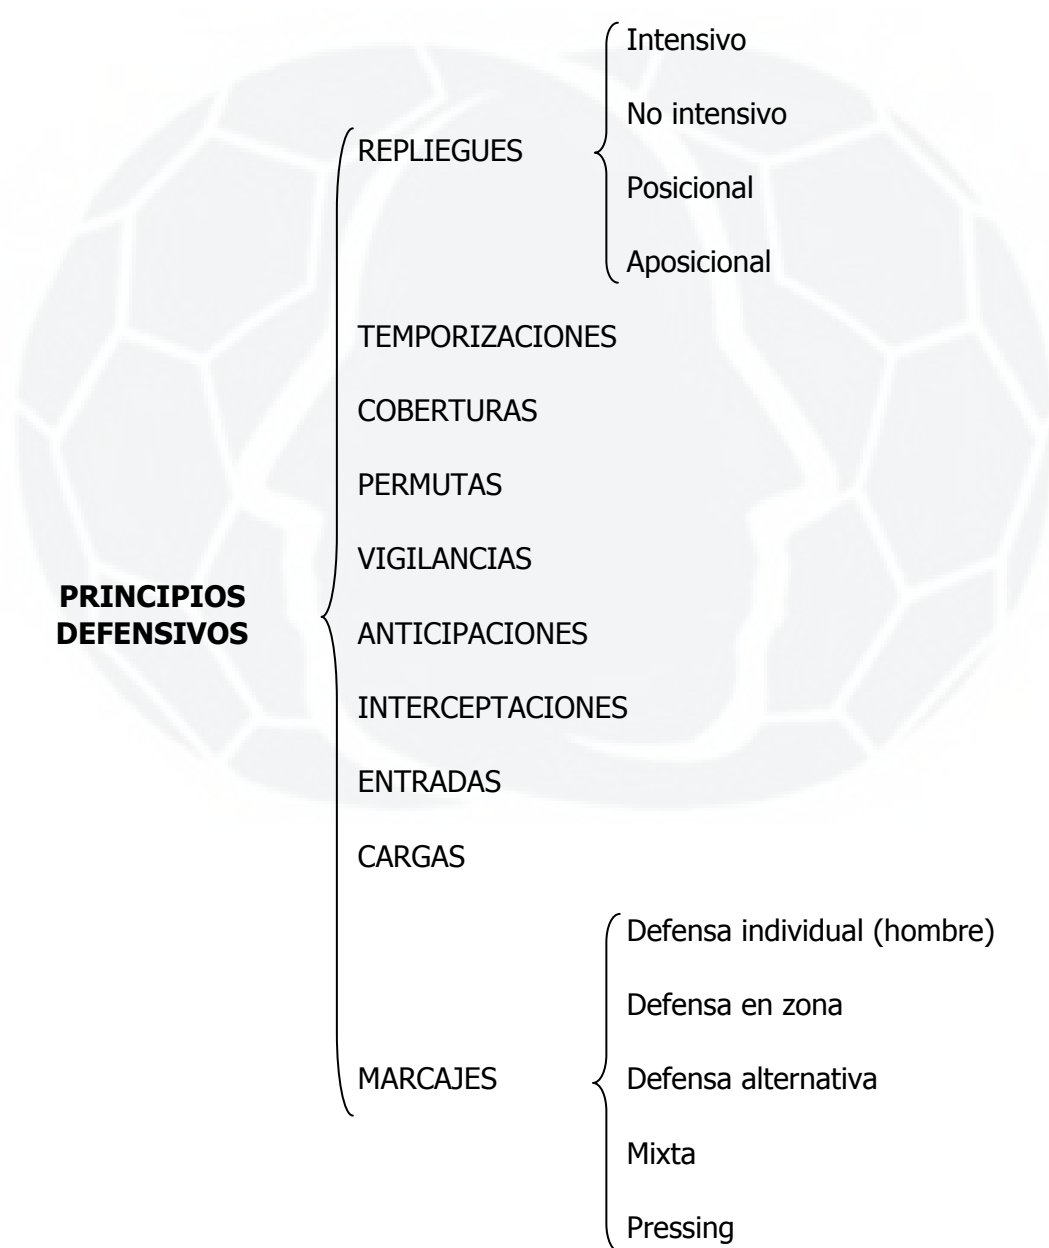 PRINCIPIOS
DEFENSIVOS
REPLIEGUES
Intensivo
No intensivo
Posicional
Aposicional
TEMPORIZACIONES
COBERTURAS
PERMUTAS
VIGILANCIAS
ANTICIPACIONES
INTERCEPTACIONES
ENTRADAS
CARGAS
MARCAJES
Defensa individual (hombre)
Defensa en zona
Defensa alternativa
Mixta
Pressing